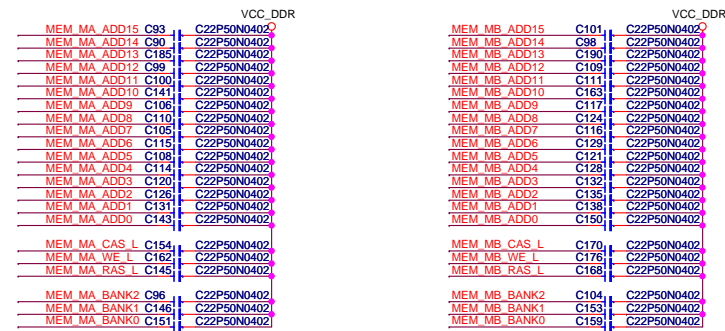 VCC_DDR
MEM_MA_ADD15 C93 C22P50N0402
MEM_MA_ADD14 C90 C22P50N0402
MEM_MA_ADD13 C185 C22P50N0402
MEM_MA_ADD12 C99 C22P50N0402
MEM_MA_ADD11 C100 C22P50N0402
MEM_MA_ADD10 C141 C22P50N0402
MEM_MA_ADD9 C106 C22P50N0402
MEM_MA_ADD8 C110 C22P50N0402
MEM_MA_ADD7 C105 C22P50N0402
MEM_MA_ADD6 C115 C22P50N0402
MEM_MA_ADD5 C108 C22P50N0402
MEM_MA_ADD4 C114 C22P50N0402
MEM_MA_ADD3 C120 C22P50N0402
MEM_MA_ADD2 C126 C22P50N0402
MEM_MA_ADD1 C131 C22P50N0402
MEM_MA_ADD0 C143 C22P50N0402
MEM_MA_CAS_L C154 C22P50N0402
MEM_MA_WE_L C162 C22P50N0402
MEM_MA_RAS_L C145 C22P50N0402
MEM_MA_BANK2 C96 C22P50N0402
MEM_MA_BANK1 C146 C22P50N0402
MEM_MA_BANK0 C151 C22P50N0402
VCC_DDR
MEM_MB_ADD15 C101 C22P50N0402
MEM_MB_ADD14 C98 C22P50N0402
MEM_MB_ADD13 C190 C22P50N0402
MEM_MB_ADD12 C109 C22P50N0402
MEM_MB_ADD11 C111 C22P50N0402
MEM_MB_ADD10 C163 C22P50N0402
MEM_MB_ADD9 C117 C22P50N0402
MEM_MB_ADD8 C124 C22P50N0402
MEM_MB_ADD7 C116 C22P50N0402
MEM_MB_ADD6 C129 C22P50N0402
MEM_MB_ADD5 C121 C22P50N0402
MEM_MB_ADD4 C128 C22P50N0402
MEM_MB_ADD3 C132 C22P50N0402
MEM_MB_ADD2 C135 C22P50N0402
MEM_MB_ADD1 C138 C22P50N0402
MEM_MB_ADD0 C150 C22P50N0402
MEM_MB_CAS_L C170 C22P50N0402
MEM_MB_WE_L C176 C22P50N0402
MEM_MB_RAS_L C168 C22P50N0402
MEM_MB_BANK2 C104 C22P50N0402
MEM_MB_BANK1 C153 C22P50N0402
MEM_MB_BANK0 C159 C22P50N0402